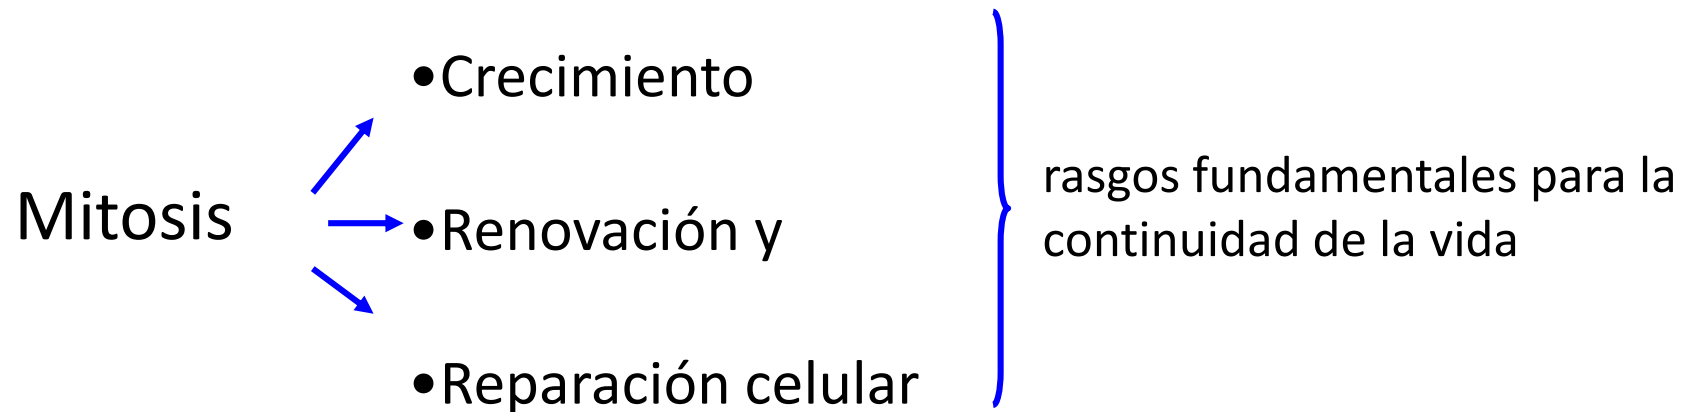 Mitosis
•Crecimiento
•Renovación y
•Reparación celular
rasgos fundamentales para la
continuidad de la vida